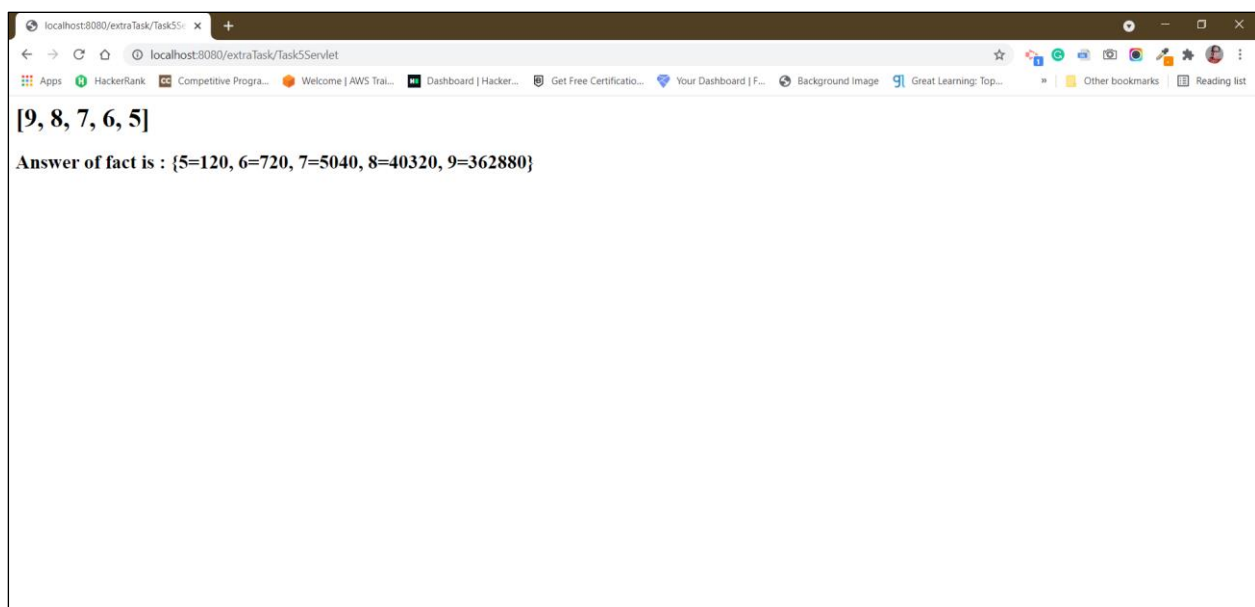 localhost:8080/extraTask/Task5Se
localhost:8080/extraTask/Task5Servlet
Apps HackerRank Competitive Progra... Welcome | AWS Trai... Dashboard | Hacker... Get Free Certificatio... Your Dashboard | F... Background Image Great Learning: Top... » Other bookmarks Reading list
[9, 8, 7, 6, 5]
Answer of fact is : {5=120, 6=720, 7=5040, 8=40320, 9=362880}